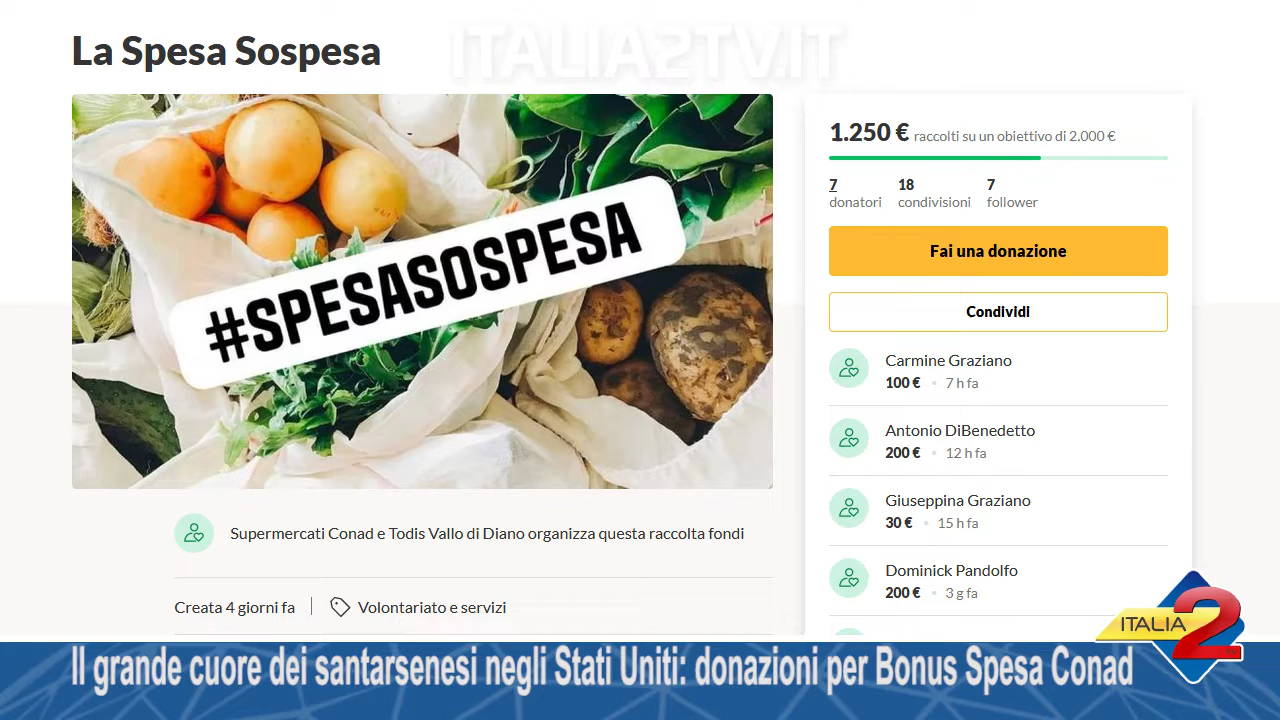 La Spesa Sospesa
ITALIA2TV.IT
#SPESASOSPESA
1.250 € raccolti su un obiettivo di 2.000 €
7 18 7
donatori condivisioni follower
Fai una donazione
Condividi
Carmine Graziano
100 € • 7 h fa
Antonio DiBenedetto
200 € • 12 h fa
Giuseppina Graziano
30 € • 15 h fa
Dominick Pandolfo
200 € • 3 g fa
Supermercati Conad e Todis Vallo di Diano organizza questa raccolta fondi
Creata 4 giorni fa | Volontariato e servizi
ITALIA 2
Il grande cuore dei santarsenesi negli Stati Uniti: donazioni per Bonus Spesa Conad